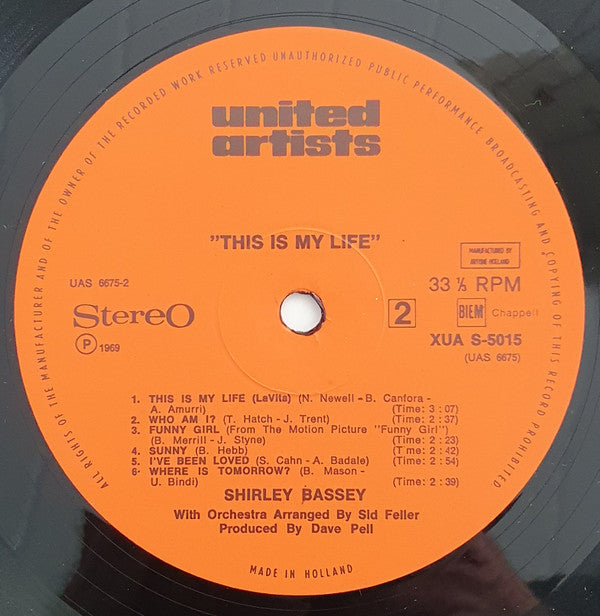 ALL RIGHTS OF THE MANUFACTURER AND OF THE OWNER OF THE RECORDED WORK RESERVED UNAUTHORIZED PUBLIC PERFORMANCE BROADCASTING AND COPYING OF THIS RECORD PROHIBITED
united
artists
"THIS IS MY LIFE"
UAS 6675-2
Stereo
P 1969
MANUFACTURED BY
ARTONE-HOLLAND
33 ⅓ RPM
2
BIEM Chappell
XUA S-5015
(UAS 6675)
1. THIS IS MY LIFE (LaVita) (N. Newell - B. Canfora -
A. Amurri) (Time: 3 : 07)
2. WHO AM I? (T. Hatch - J. Trent) (Time: 2 : 37)
3. FUNNY GIRL (From The Motion Picture "Funny Girl")
(B. Merrill - J. Styne) (Time: 2 : 23)
4. SUNNY (B. Hebb) (T me : 2 : 42)
5. I'VE BEEN LOVED (S. Cahn - A. Badale) (Time: 2 : 54)
6- WHERE IS TOMORROW? (B. Mason -
U. Bindi) (Time: 2 : 39)
SHIRLEY BASSEY
With Orchestra Arranged By Sid Feller
Produced By Dave Pell
MADE IN HOLLAND